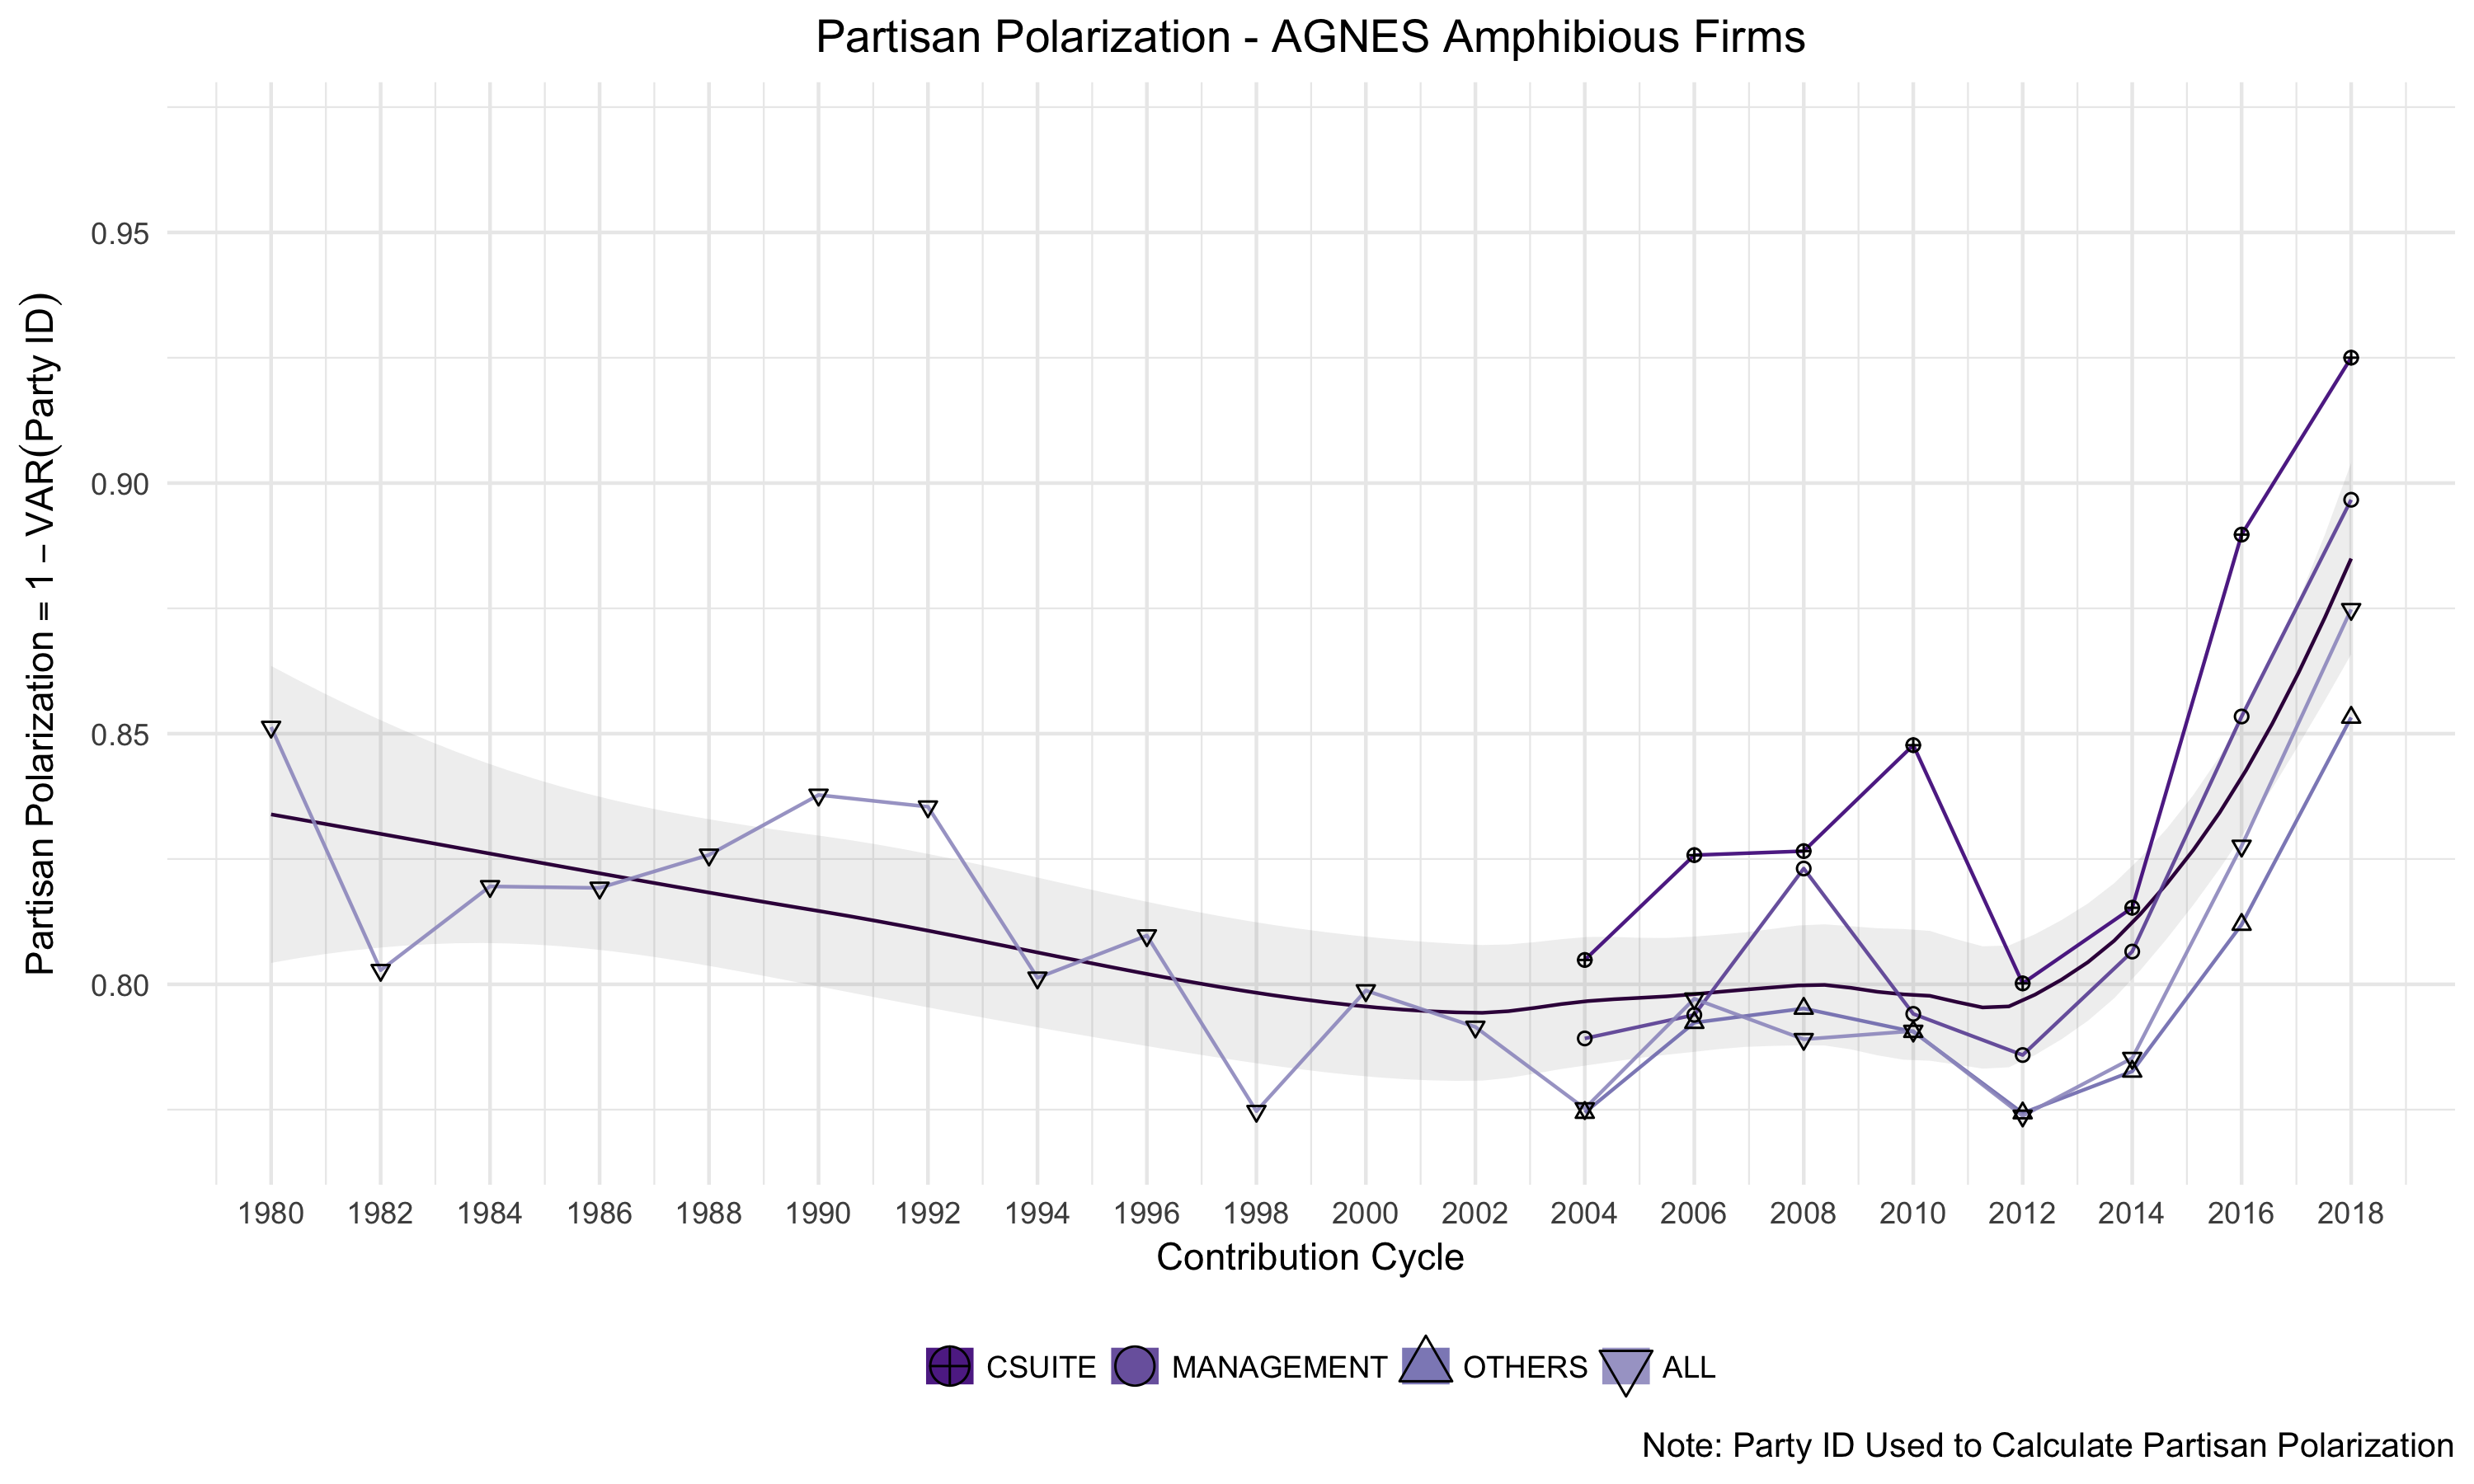 Partisan Polarization - AGNES Amphibious Firms
Partisan Polarization = 1 − VAR(Party ID)
0.95
0.90
0.85
0.80
1980 1982 1984 1986 1988 1990 1992 1994 1996 1998 2000 2002 2004 2006 2008 2010 2012 2014 2016 2018
Contribution Cycle
CSUITE MANAGEMENT OTHERS ALL
Note: Party ID Used to Calculate Partisan Polarization